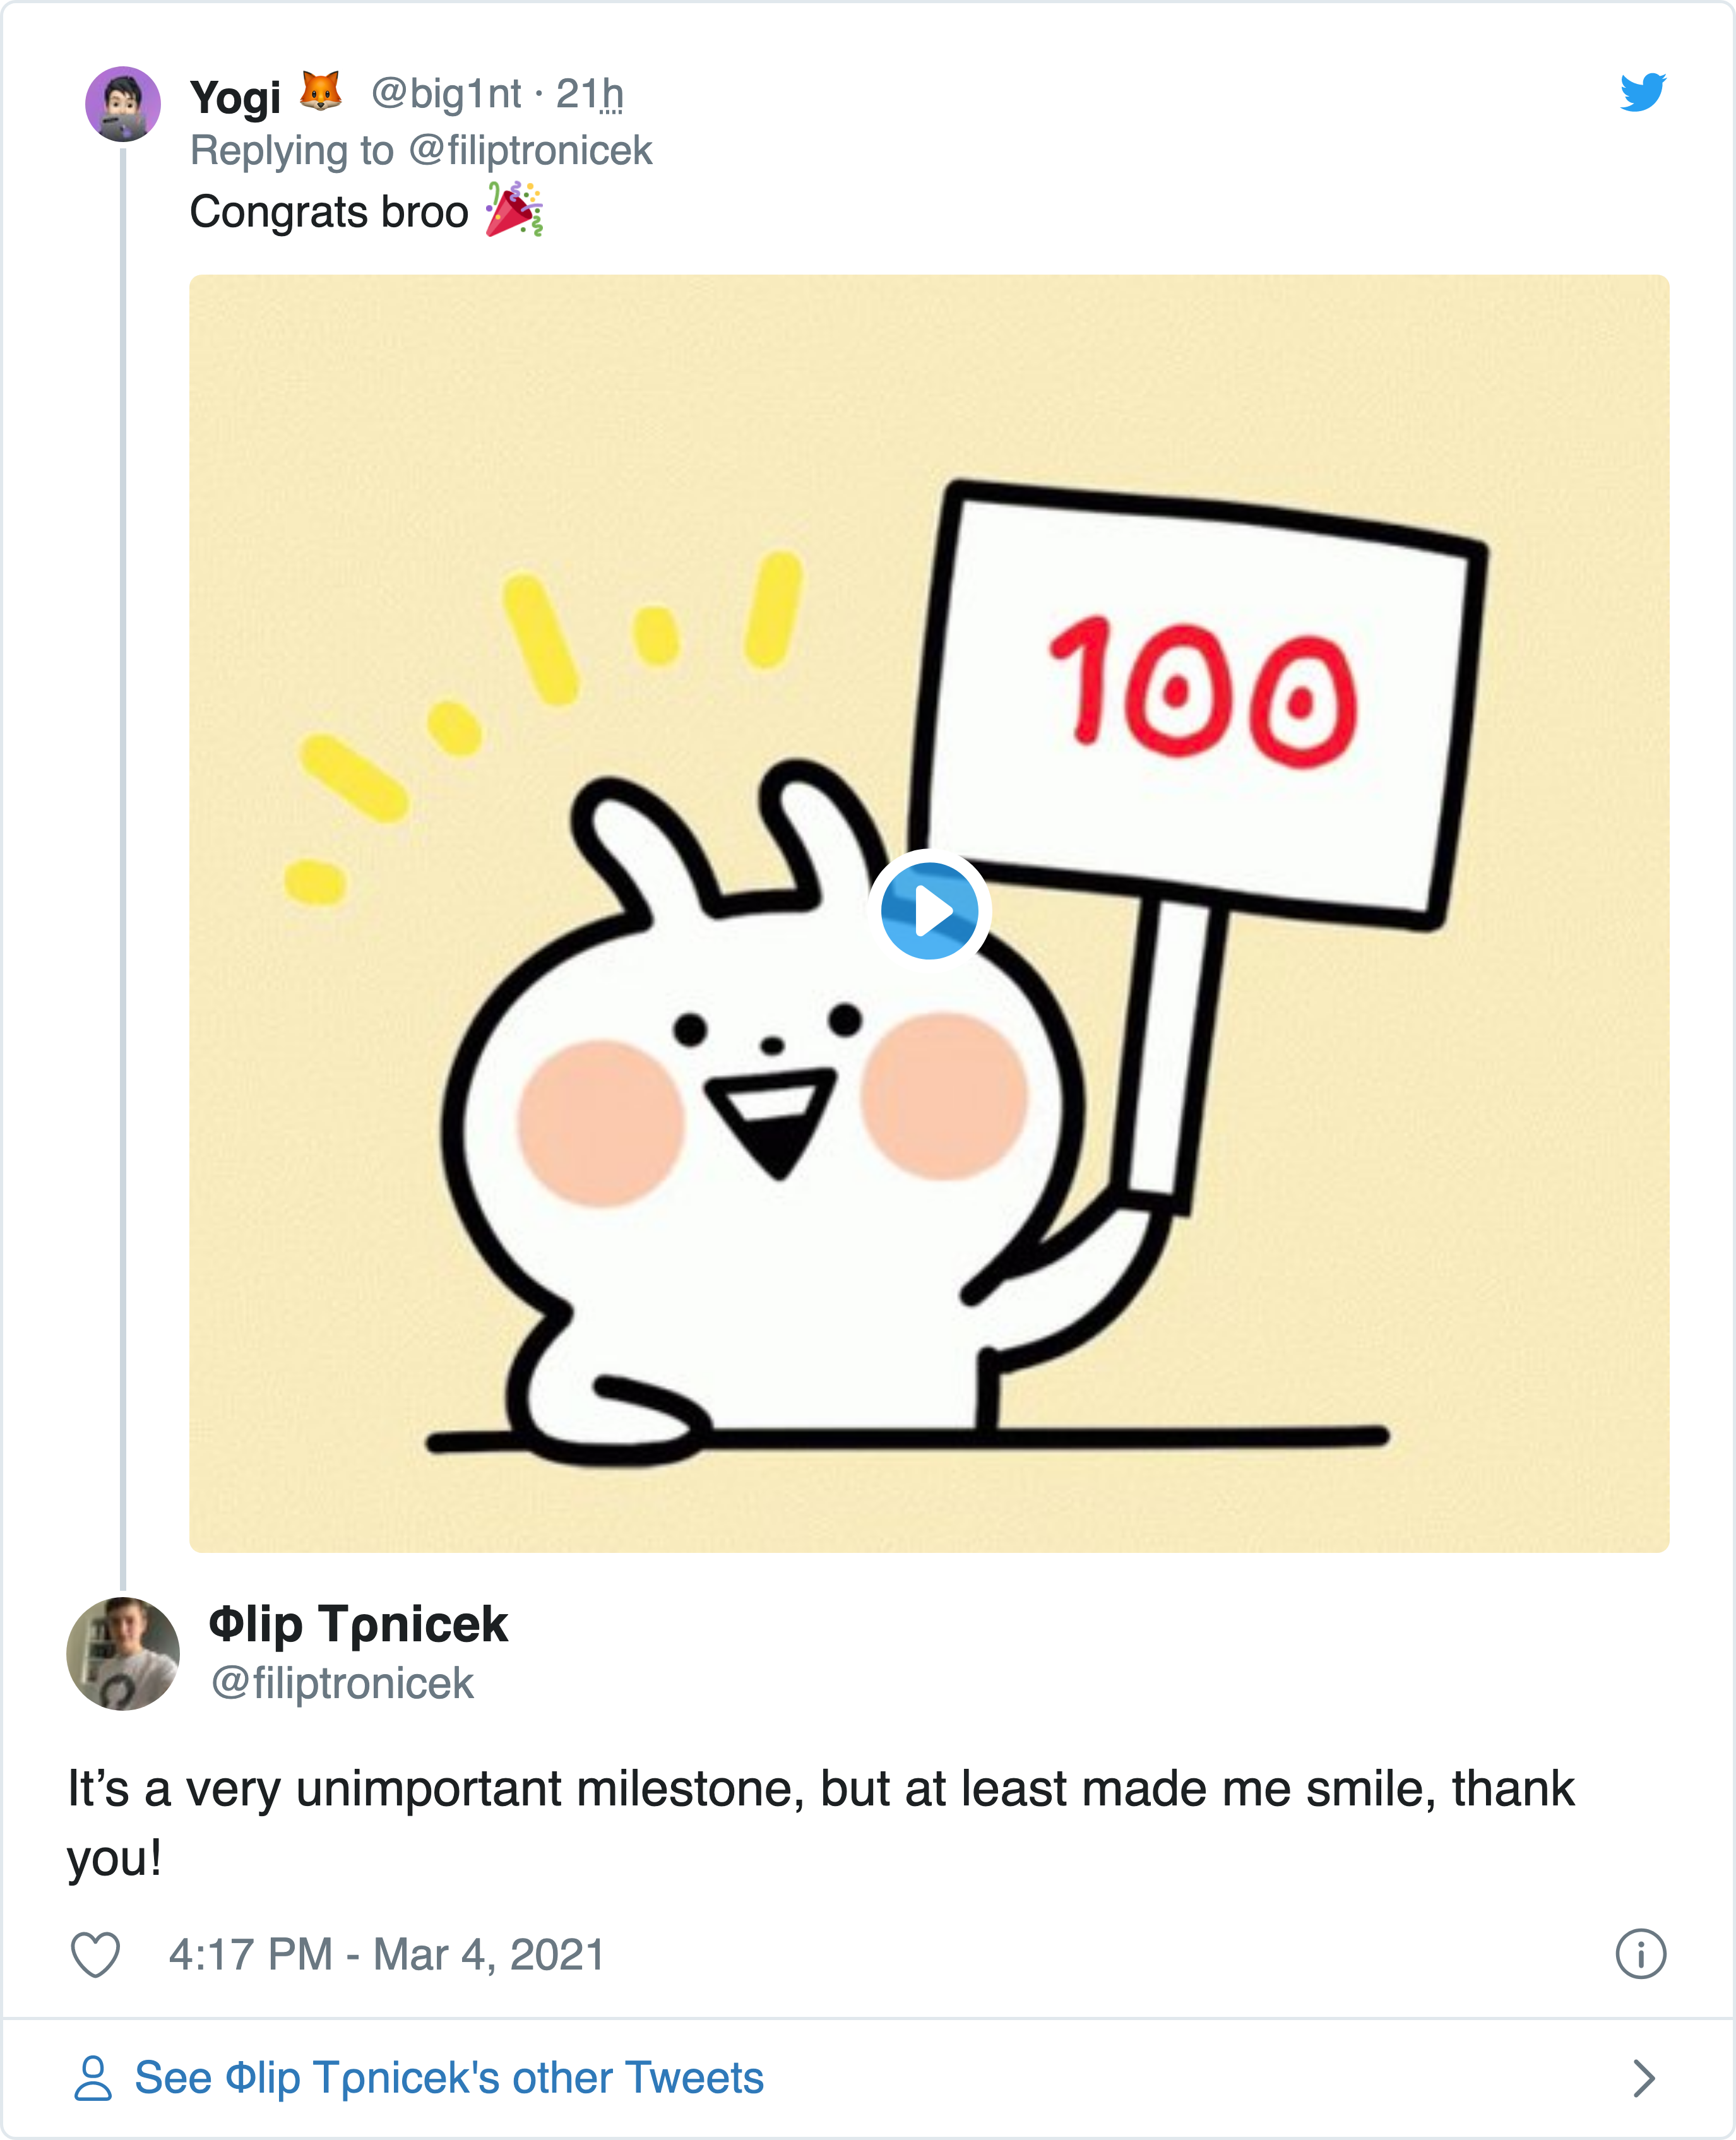 Yogi 🦊 @big1nt · 21h
Replying to @filiptronicek
Congrats broo 🎉
100
Φlip Tρnicek
@filiptronicek
It’s a very unimportant milestone, but at least made me smile, thank
you!
4:17 PM - Mar 4, 2021
See Φlip Tρnicek's other Tweets